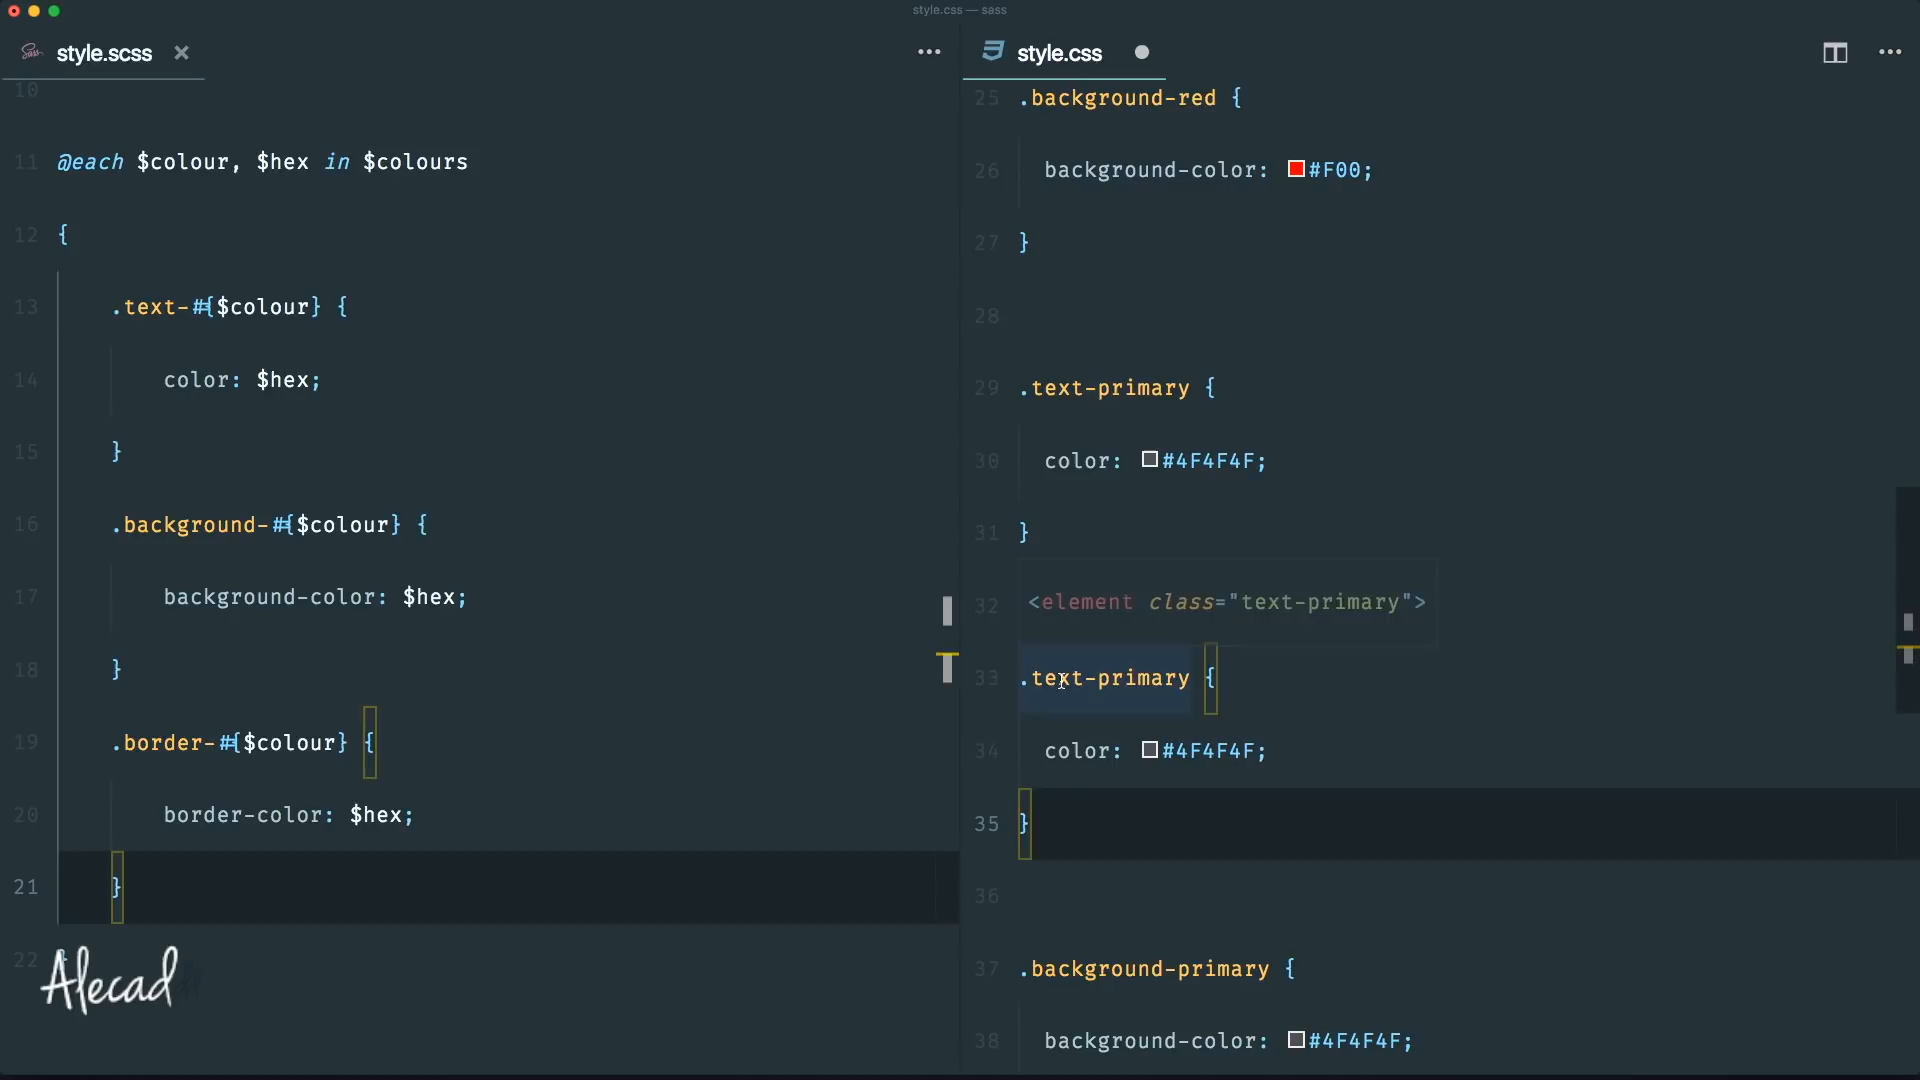 style.css — sass
style.scss
10
11 @each $colour, $hex in $colours
12 {
13 .text-#{$colour} {
14 color: $hex;
15 }
16 .background-#{$colour} {
17 background-color: $hex;
18 }
19 .border-#{$colour} {
20 border-color: $hex;
21 }
22 }
Alecad
style.css
25 .background-red {
26 background-color: #F00;
27 }
28
29 .text-primary {
30 color: #4F4F4F;
31 }
32 <element class="text-primary">
33 .text-primary {
34 color: #4F4F4F;
35 }
36
37 .background-primary {
38 background-color: #4F4F4F;